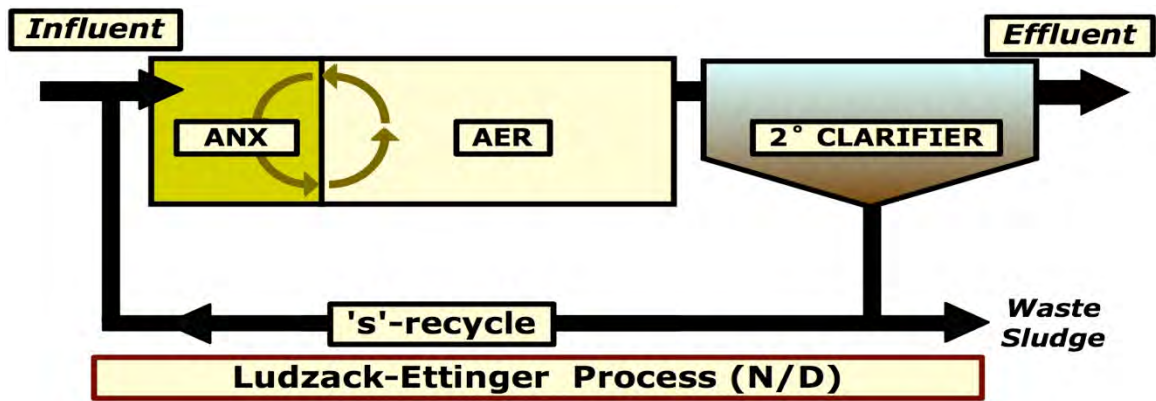 Influent
Effluent
ANX
AER
2° CLARIFIER
's'-recycle
Waste
Sludge
Ludzack-Ettinger Process (N/D)